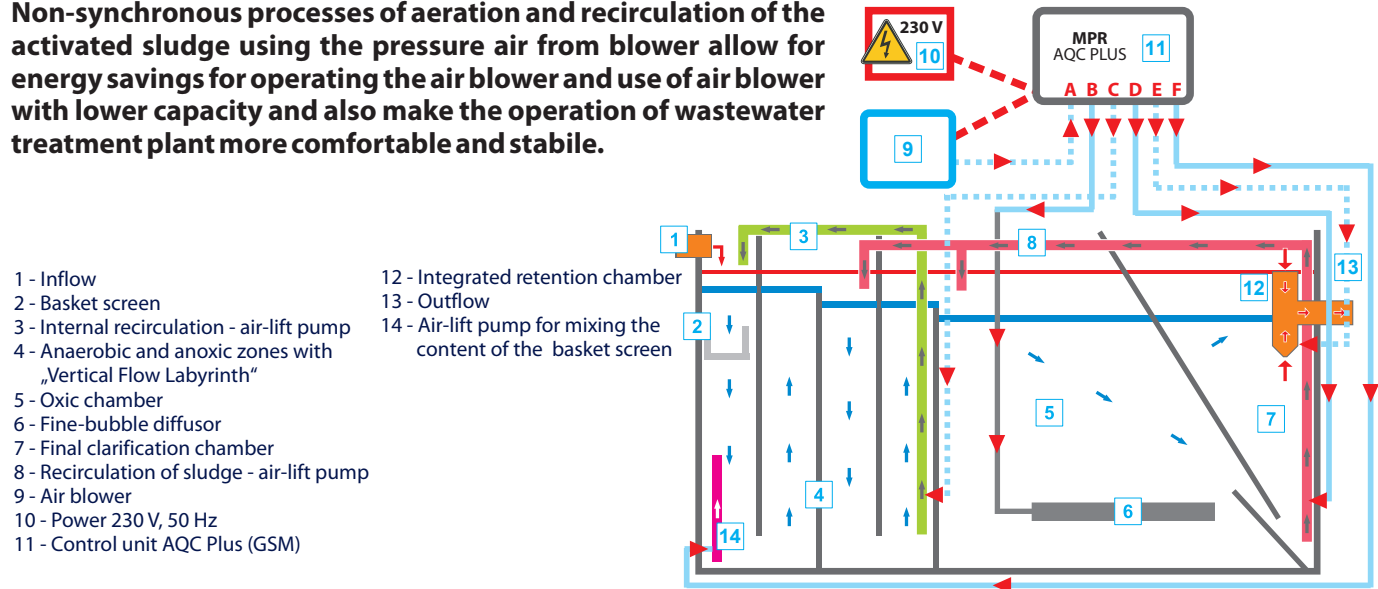 Non-synchronous processes of aeration and recirculation of the
activated sludge using the pressure air from blower allow for
energy savings for operating the air blower and use of air blower
with lower capacity and also make the operation of wastewater
treatment plant more comfortable and stabile.
1 - Inflow
2 - Basket screen
3 - Internal recirculation - air-lift pump
4 - Anaerobic and anoxic zones with
„Vertical Flow Labyrinth“
5 - Oxic chamber
6 - Fine-bubble diffusor
7 - Final clarification chamber
8 - Recirculation of sludge - air-lift pump
9 - Air blower
10 - Power 230 V, 50 Hz
11 - Control unit AQC Plus (GSM)
12 - Integrated retention chamber
13 - Outflow
14 - Air-lift pump for mixing the
content of the basket screen
230 V
10
MPR
AQC PLUS
11
A B C D E F
9
1
3
8
13
12
2
5
7
4
6
14